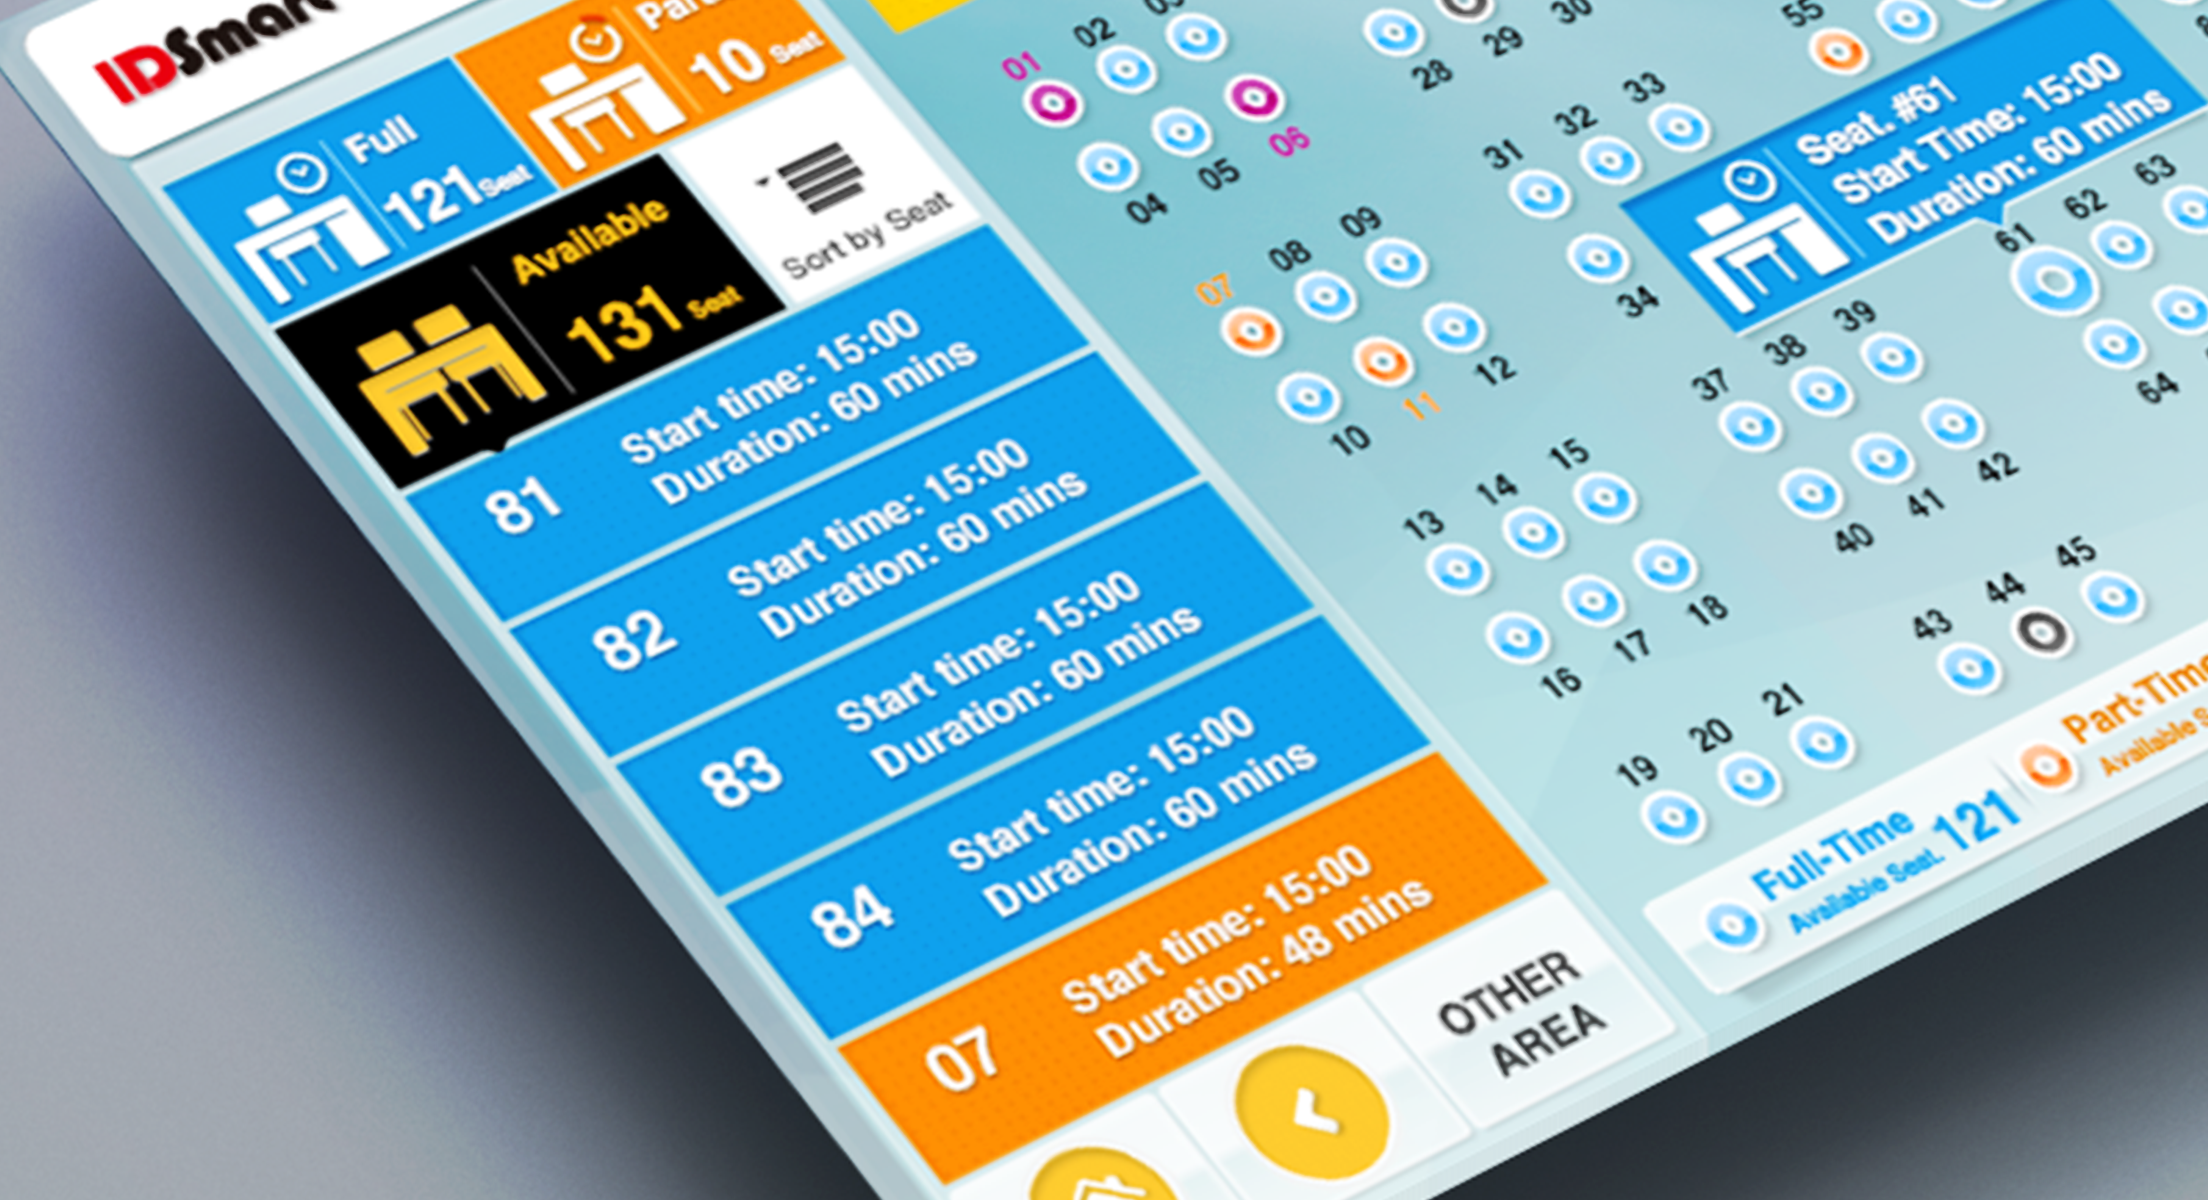 IDSmart
Full
121 Seat
Part
10 Seat
Available
131 Seat
Sort by Seat
81
Start time: 15:00
Duration: 60 mins
82
Start time: 15:00
Duration: 60 mins
83
Start time: 15:00
Duration: 60 mins
84
Start time: 15:00
Duration: 60 mins
07
Start time: 15:00
Duration: 48 mins
OTHER
AREA
01 02 03
04 05 06
07 08 09
10 11 12
13 14 15
16 17 18
19 20 21
28 29 30
31 32 33
34
37 38 39
40 41 42
43 44 45
55
Seat. #61
Start Time: 15:00
Duration: 60 mins
61 62 63
64
Full-Time
Available Seat. 121
Part-Time
Available